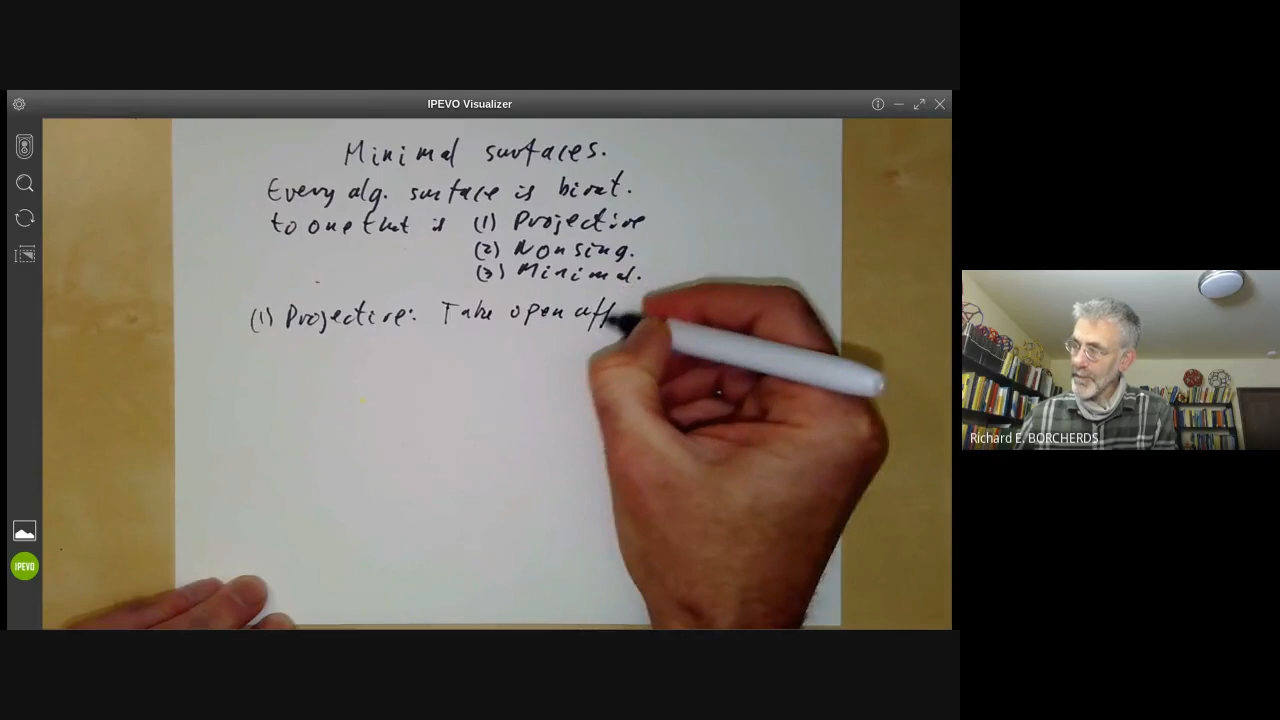 IPEVO Visualizer
Minimal surfaces.
Every alg. surface is birat.
to one that is (1) Projective
(2) Nonsing.
(3) Minimal.
(1) Projective: Take open aff
IPEVO
Richard E. BORCHERDS